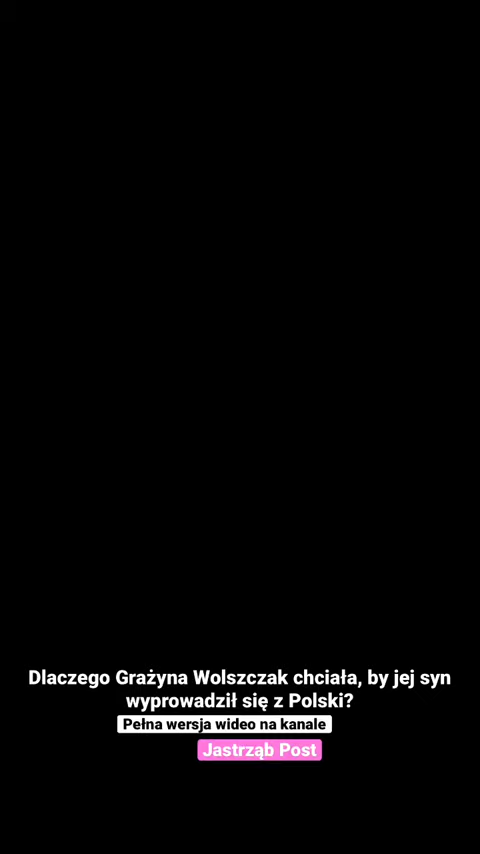 Dlaczego Grażyna Wolszczak chciała, by jej syn
wyprowadził się z Polski?
Pełna wersja wideo na kanale
Jastrząb Post